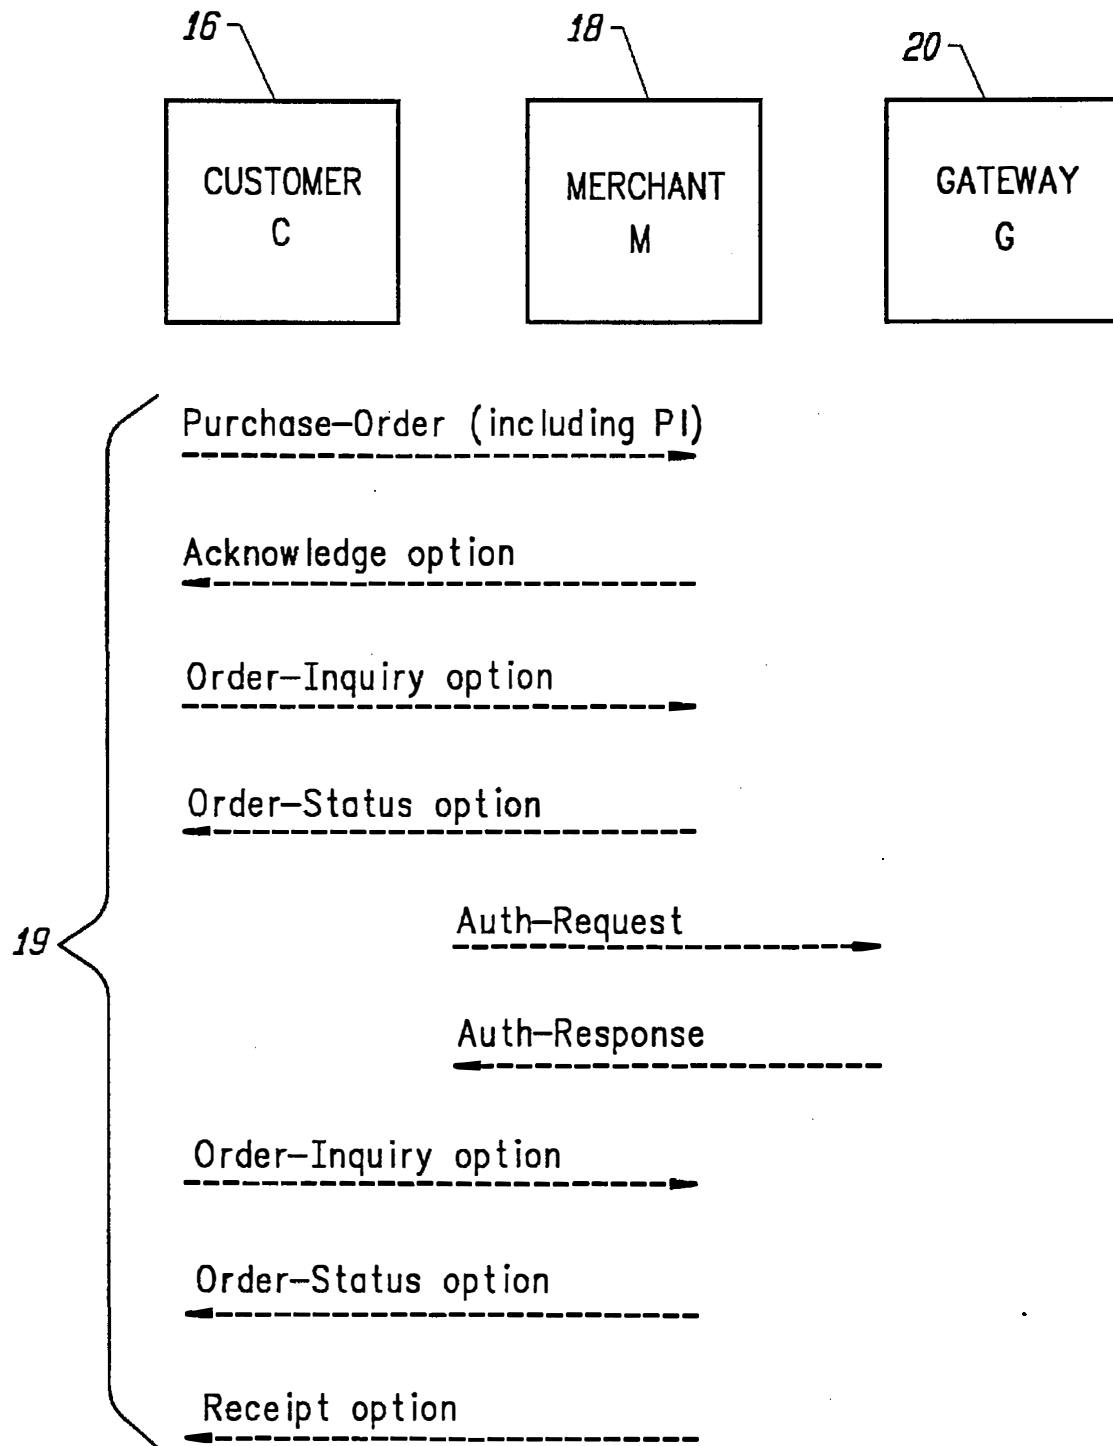 16
18
20
CUSTOMER
C
MERCHANT
M
GATEWAY
G
Purchase-Order (including PI)
Acknowledge option
Order-Inquiry option
Order-Status option
19
Auth-Request
Auth-Response
Order-Inquiry option
Order-Status option
Receipt option